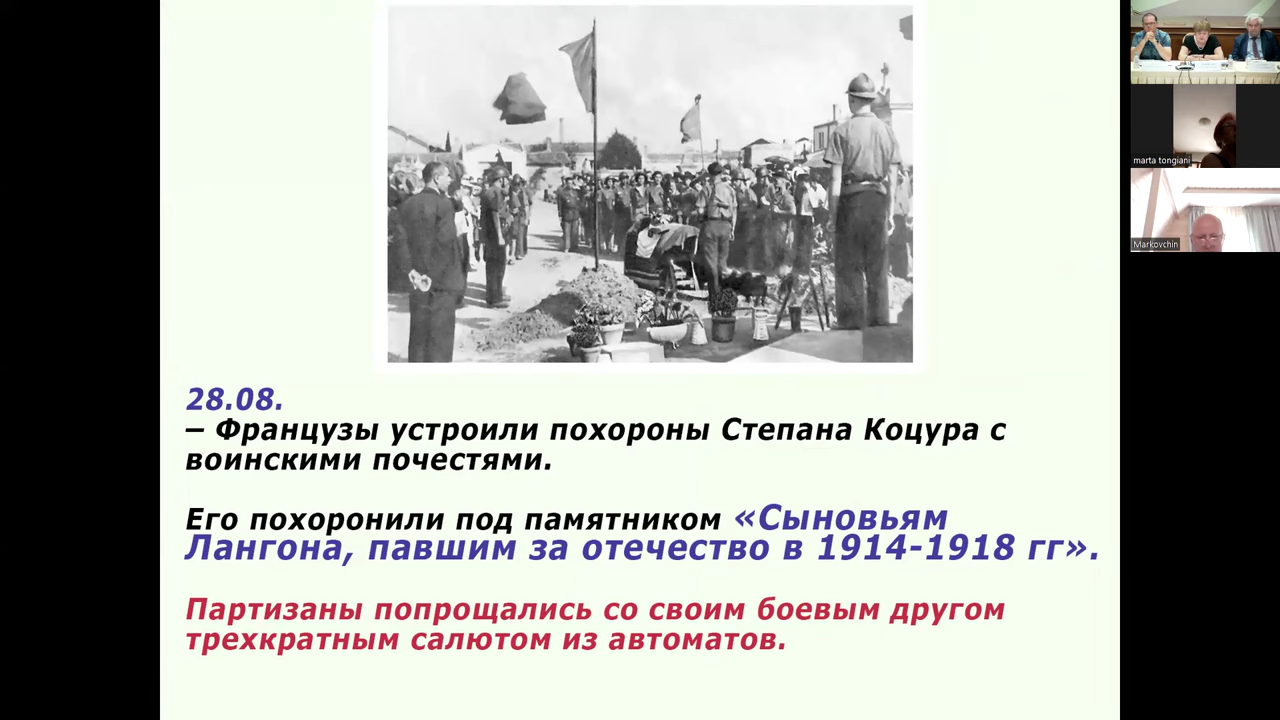 28.08.
– Французы устроили похороны Степана Коцура с
воинскими почестями.
Его похоронили под памятником «Сыновьям
Лангона, павшим за отечество в 1914-1918 гг».
Партизаны попрощались со своим боевым другом
трехкратным салютом из автоматов.
marta tongiani
Markovchin